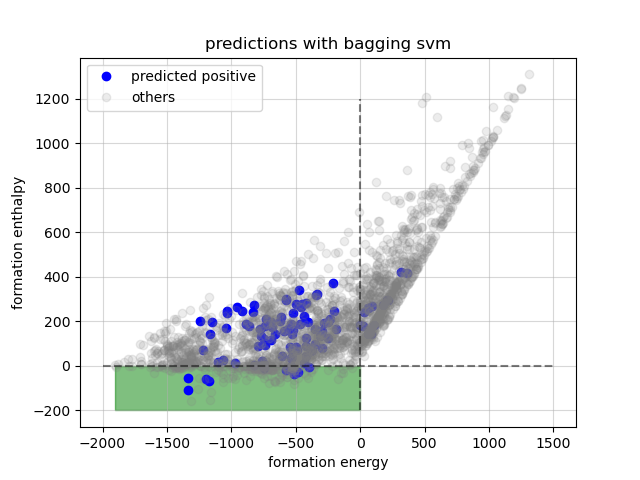 predictions with bagging svm
predicted positive
others
formation enthalpy
1200
1000
800
600
400
200
0
−200
−2000 −1500 −1000 −500 0 500 1000 1500
formation energy